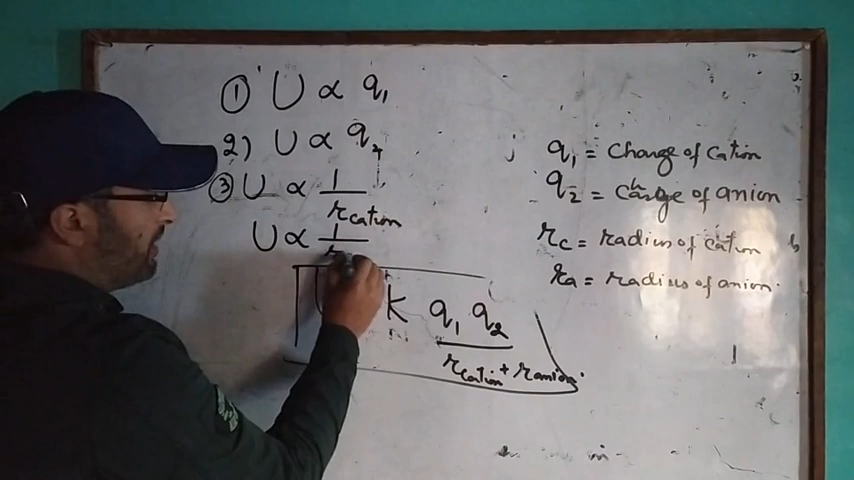 ① U ∝ q₁
2) U ∝ q₂
③ U ∝ 1/r_cation
U ∝ 1/r
K q₁ q₂ / r_cation + r_anion.
q₁ = Change of Cation
q₂ = Charge of anion
r_c = radius of cation
r_a = radius of anion.